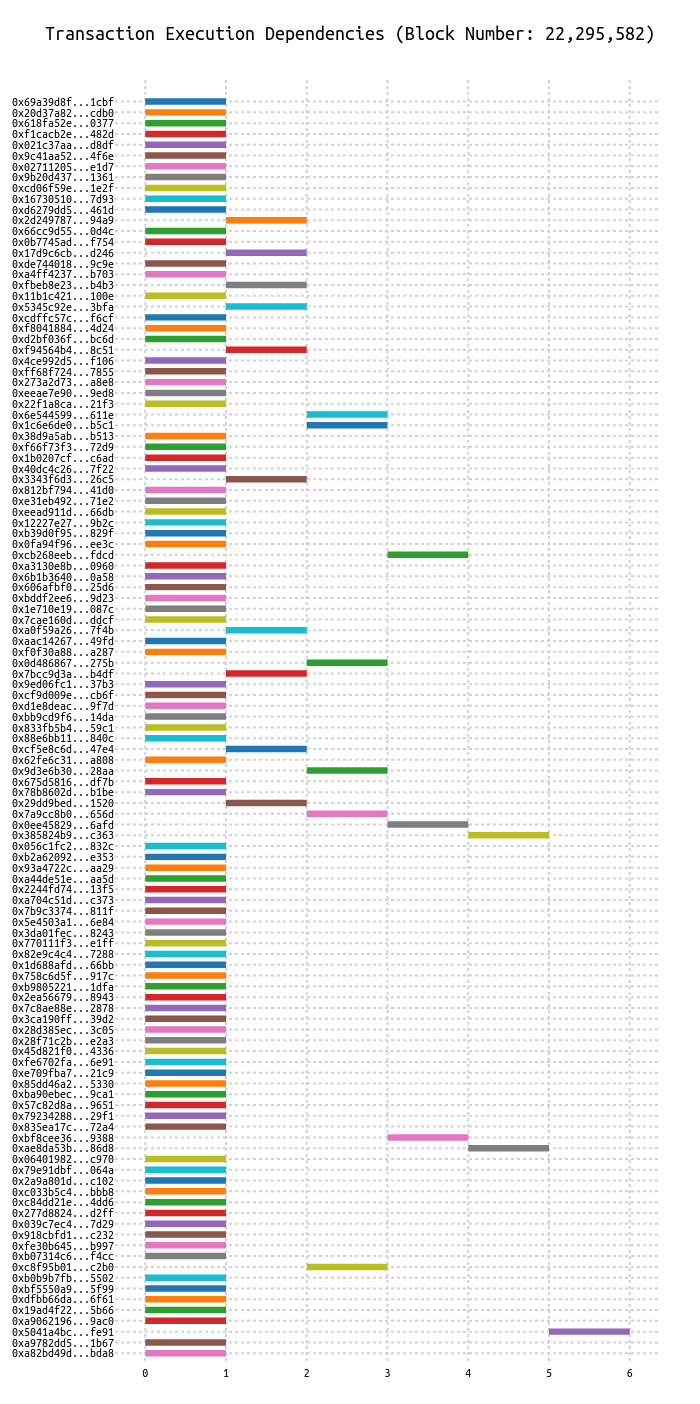 Transaction Execution Dependencies (Block Number: 22,295,582)
0x69a39d8f...1cbf
0x20d37a82...cdb0
0x618fa52e...0377
0xf1cacb2e...482d
0x021c37aa...d8df
0x9c41aa52...4f6e
0x02711205...e1d7
0x9b20d437...1361
0xcd06f59e...1e2f
0x16730510...7d93
0xd6279dd5...461d
0x2d249787...94a9
0x66cc9d55...0d4c
0x0b7745ad...f754
0x17d9c6cb...d246
0xde744018...9c9e
0xa4ff4237...b703
0xfbeb8e23...b4b3
0x11b1c421...100e
0x5345c92e...3bfa
0xcdffc57c...f6cf
0xf8041884...4d24
0xd2bf036f...bc6d
0xf94564b4...8c51
0x4ce992d5...f106
0xff68f724...7855
0x273a2d73...a8e8
0xeeae7e90...9ed8
0x22f1a8ca...21f3
0x6e544599...611e
0x1c6e6de0...b5c1
0x38d9a5ab...b513
0xf66f73f3...72d9
0x1b0207cf...c6ad
0x40dc4c26...7f22
0x3343f6d3...26c5
0x812bf794...41d0
0xe31eb492...71e2
0xeead911d...66db
0x12227e27...9b2c
0xb39d0f95...829f
0x0fa94f96...ee3c
0xcb268eeb...fdcd
0xa3130e8b...0960
0x6b1b3640...0a58
0x606afbf0...25d6
0xbddf2ee6...9d23
0x1e710e19...087c
0x7cae160d...ddcf
0xa0f59a26...7f4b
0xaac14267...49fd
0xf0f30a88...a287
0x0d486867...275b
0x7bcc9d3a...b4df
0x9ed06fc1...37b3
0xcf9d009e...cb6f
0xd1e8deac...9f7d
0xbb9cd9f6...14da
0x833fb5b4...59c1
0x88e6bb11...840c
0xcf5e8c6d...47e4
0x62fe6c31...a808
0x9d3e6b30...28aa
0x675d5816...df7b
0x78b8602d...b1be
0x29dd9bed...1520
0x7a9cc8b0...656d
0x0ee45829...6afd
0x385824b9...c363
0x056c1fc2...832c
0xb2a62092...e353
0x93a4722c...aa29
0xa44de51e...aa5d
0x2244fd74...13f5
0xa704c51d...c373
0x7b9c3374...811f
0x5e4503a1...6e84
0x3da01fec...8243
0x770111f3...e1ff
0x82e9c4c4...7288
0x1d688afd...66bb
0x758c6d5f...917c
0xb9805221...1dfa
0x2ea56679...8943
0x7c8ae88e...2878
0x3ca190ff...39d2
0x28d385ec...3c05
0x28f71c2b...e2a3
0x45d821f0...4336
0xfe6702fa...6e91
0xe709fba7...21c9
0x85dd46a2...5330
0xba90ebec...9ca1
0x57c82d8a...9651
0x79234288...29f1
0x835ea17c...72a4
0xbf8cee36...9388
0xae8da53b...86d8
0x06401982...c970
0x79e91dbf...064a
0x2a9a801d...c102
0xc033b5c4...bbb8
0xc84dd21e...4dd6
0x277d8824...d2ff
0x039c7ec4...7d29
0x918cbfd1...c232
0xfe30b645...b997
0xb07314c6...f4cc
0xc8f95b01...c2b0
0xb0b9b7fb...5502
0xbf5550a9...5f99
0xdfbb66da...6f61
0x19ad4f22...5b66
0xa9062196...9ac0
0x5041a4bc...fe91
0xa9782dd5...1b67
0xa82bd49d...bda8
0 1 2 3 4 5 6